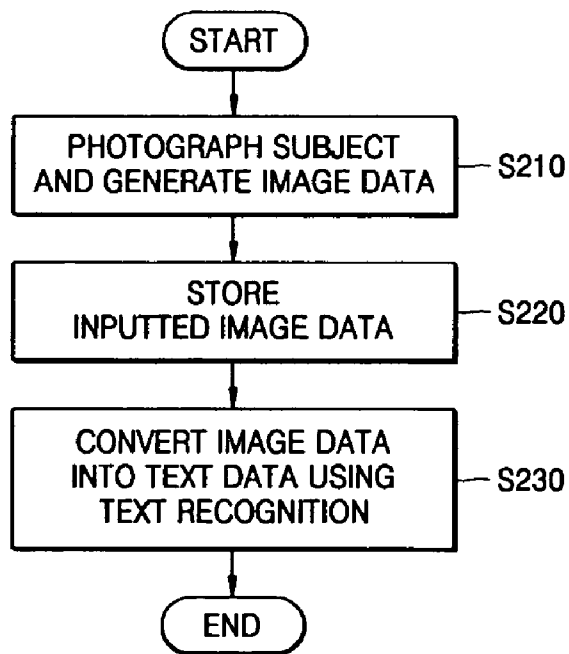 START
PHOTOGRAPH SUBJECT
AND GENERATE IMAGE DATA
S210
STORE
INPUTTED IMAGE DATA
S220
CONVERT IMAGE DATA
INTO TEXT DATA USING
TEXT RECOGNITION
S230
END